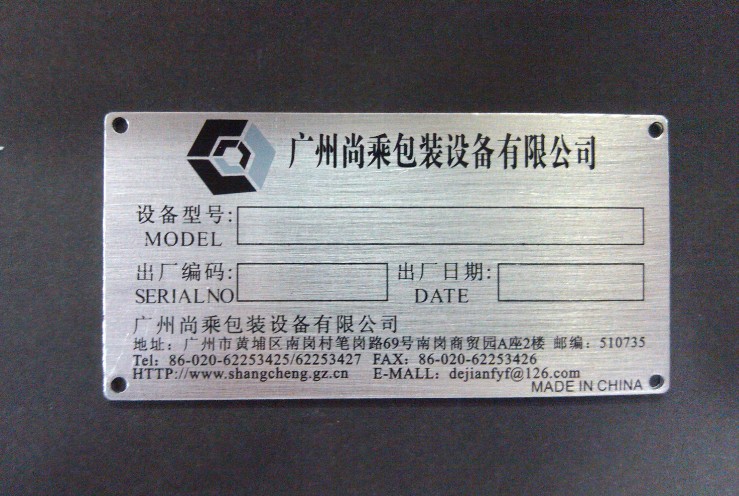 广州尚乘包装设备有限公司
设备型号:
MODEL
出厂编码: 出厂日期:
SERIALNO DATE
广州尚乘包装设备有限公司
地址: 广州市黄埔区南岗村笔岗路69号南岗商贸园A座2楼 邮编: 510735
Tel: 86-020-62253425/62253427 FAX: 86-020-62253426
HTTP://www.shangcheng.gz.cn E-MALL: dejianfyf@126.com
MADE IN CHINA